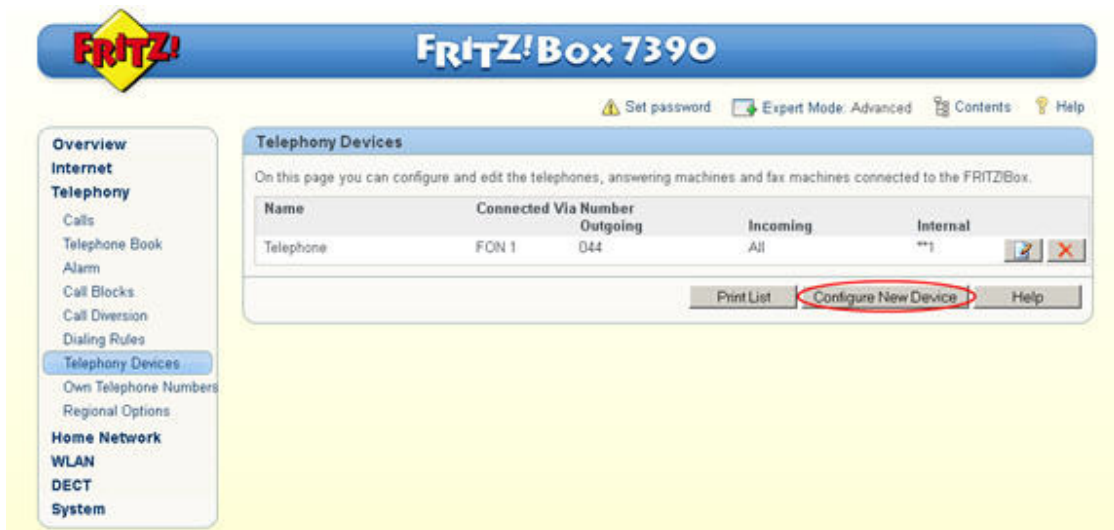 FRITZ!
FRITZ!Box 7390
Set password Expert Mode: Advanced Contents Help
Overview
Internet
Telephony
Calls
Telephone Book
Alarm
Call Blocks
Call Diversion
Dialing Rules
Telephony Devices
Own Telephone Numbers
Regional Options
Home Network
WLAN
DECT
System
Telephony Devices
On this page you can configure and edit the telephones, answering machines and fax machines connected to the FRITZ!Box.
Name Connected Via Number
Outgoing Incoming Internal
Telephone FON 1 044 All **1
Print List Configure New Device Help